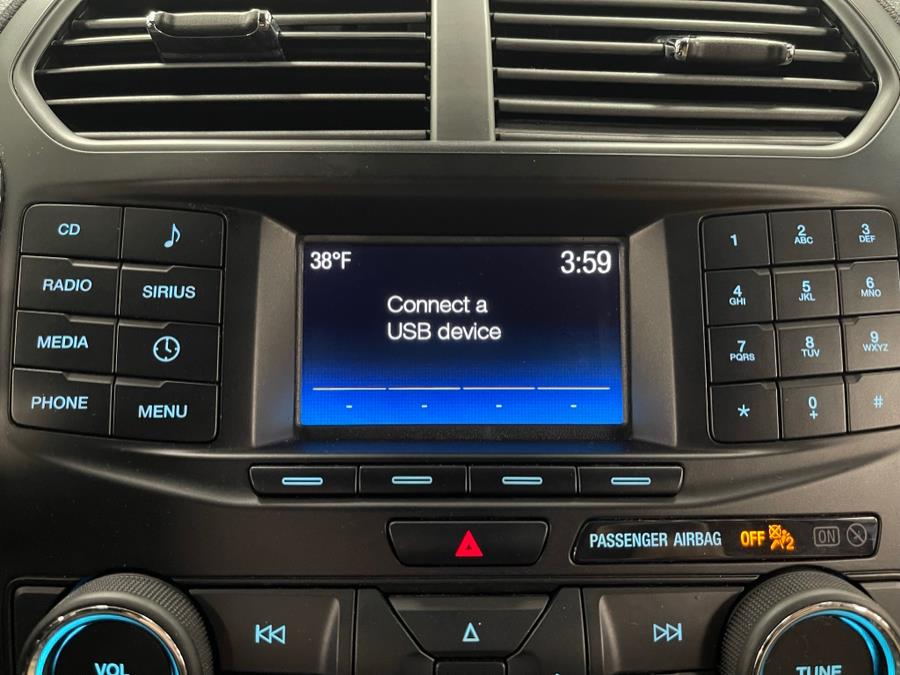 CD
RADIO
SIRIUS
MEDIA
PHONE
MENU
38°F 3:59
Connect a
USB device
- - - -
1 2 ABC 3 DEF
4 GHI 5 JKL 6 MNO
7 PQRS 8 TUV 9 WXYZ
* 0 + #
PASSENGER AIRBAG OFF 2 ON
VOL
TUNE